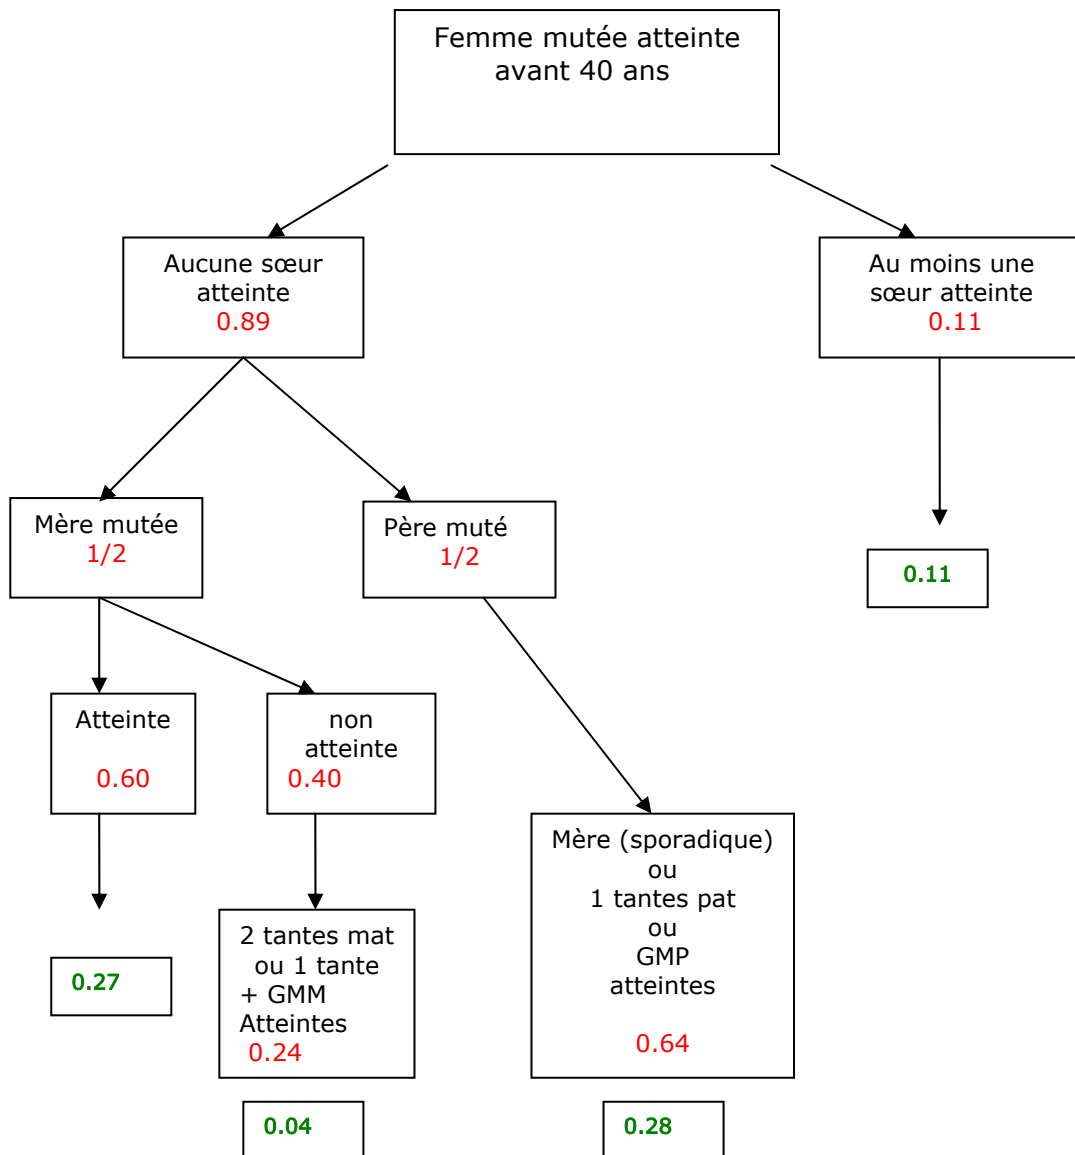 Femme mutée atteinte
avant 40 ans
Aucune sœur
atteinte
0.89
Au moins une
sœur atteinte
0.11
Mère mutée
1/2
Père muté
1/2
0.11
Atteinte
0.60
non
atteinte
0.40
Mère (sporadique)
ou
1 tantes pat
ou
GMP
atteintes
0.64
2 tantes mat
ou 1 tante
+ GMM
Atteintes
0.24
0.27
0.04
0.28